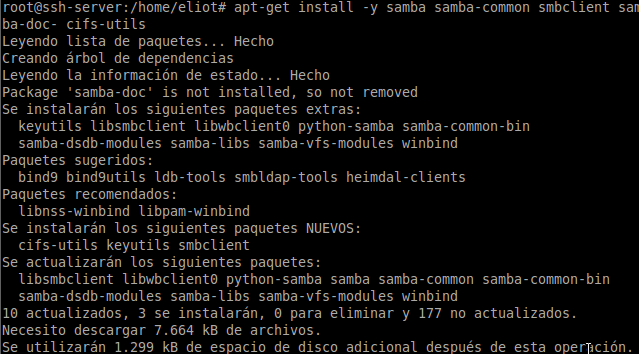 root@ssh-server:/home/eliot# apt-get install -y samba samba-common smbclient sam
ba-doc- cifs-utils
Leyendo lista de paquetes... Hecho
Creando árbol de dependencias
Leyendo la información de estado... Hecho
Package 'samba-doc' is not installed, so not removed
Se instalarán los siguientes paquetes extras:
keyutils libsmbclient libwbclient0 python-samba samba-common-bin
samba-dsdb-modules samba-libs samba-vfs-modules winbind
Paquetes sugeridos:
bind9 bind9utils ldb-tools smbldap-tools heimdal-clients
Paquetes recomendados:
libnss-winbind libpam-winbind
Se instalarán los siguientes paquetes NUEVOS:
cifs-utils keyutils smbclient
Se actualizarán los siguientes paquetes:
libsmbclient libwbclient0 python-samba samba samba-common samba-common-bin
samba-dsdb-modules samba-libs samba-vfs-modules winbind
10 actualizados, 3 se instalarán, 0 para eliminar y 177 no actualizados.
Necesito descargar 7.664 kB de archivos.
Se utilizarán 1.299 kB de espacio de disco adicional después de esta operación.